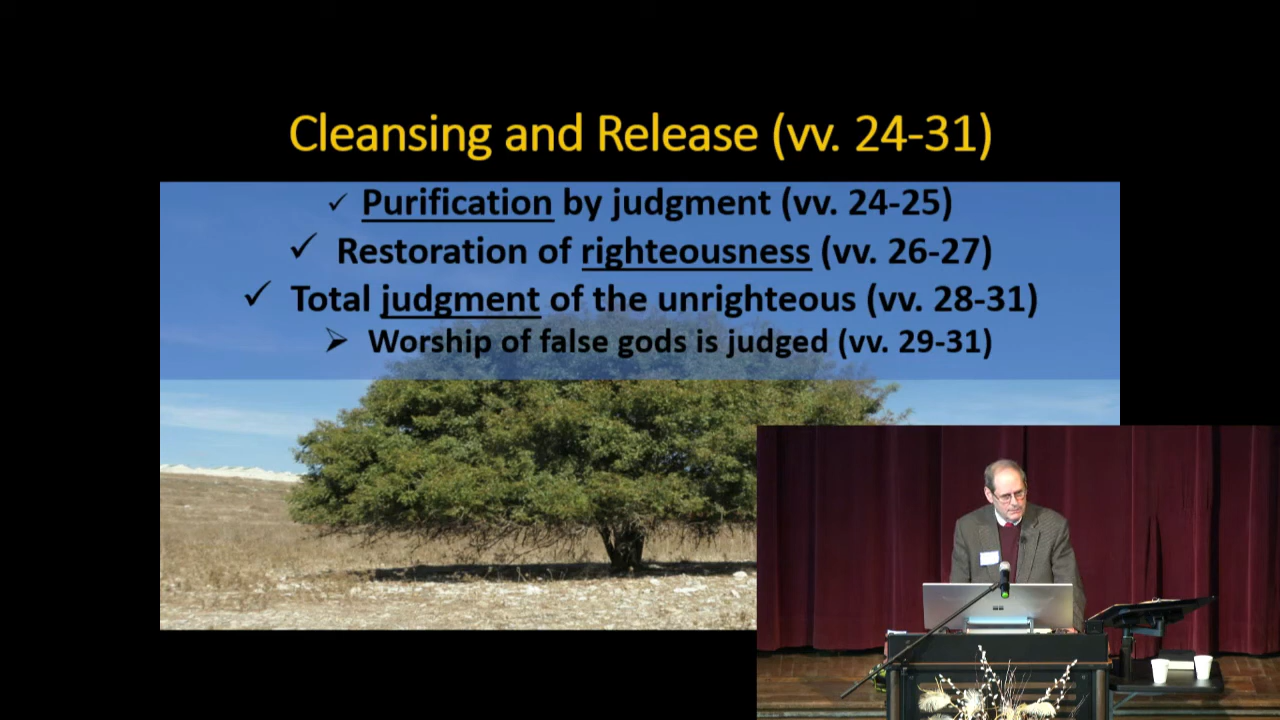 Cleansing and Release (vv. 24-31)
✓ Purification by judgment (vv. 24-25)
✓ Restoration of righteousness (vv. 26-27)
✓ Total judgment of the unrighteous (vv. 28-31)
➢ Worship of false gods is judged (vv. 29-31)